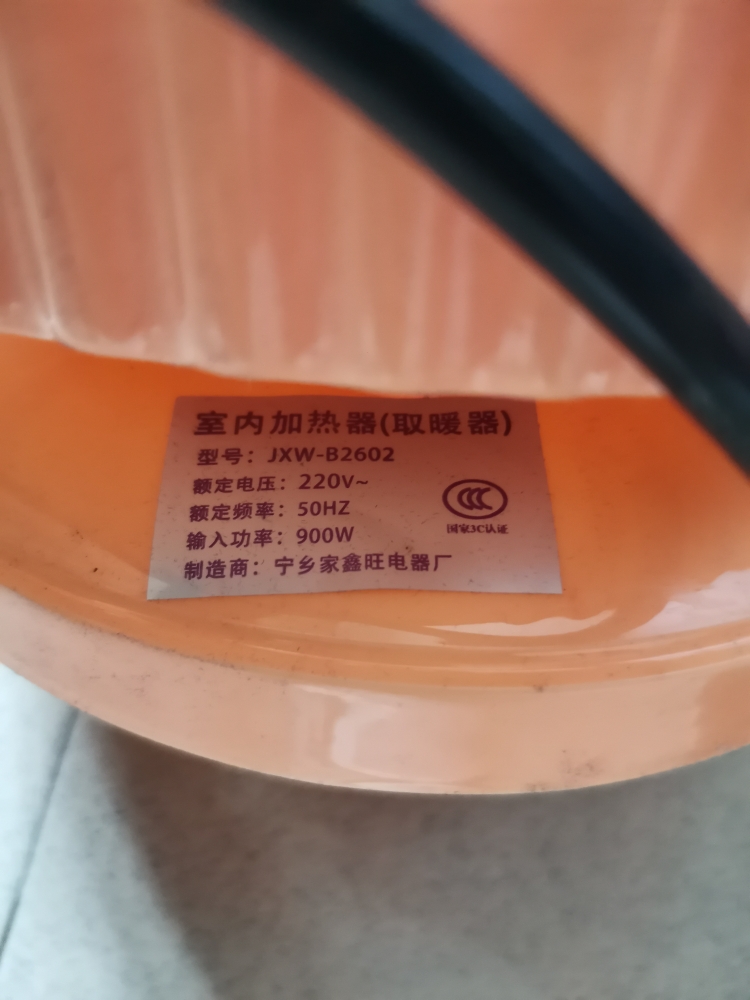 室内加热器(取暖器)
型号：JXW-B2602
额定电压：220V~
额定频率：50HZ
输入功率：900W
制造商：宁乡家鑫旺电器厂
CCC
国家3C认证